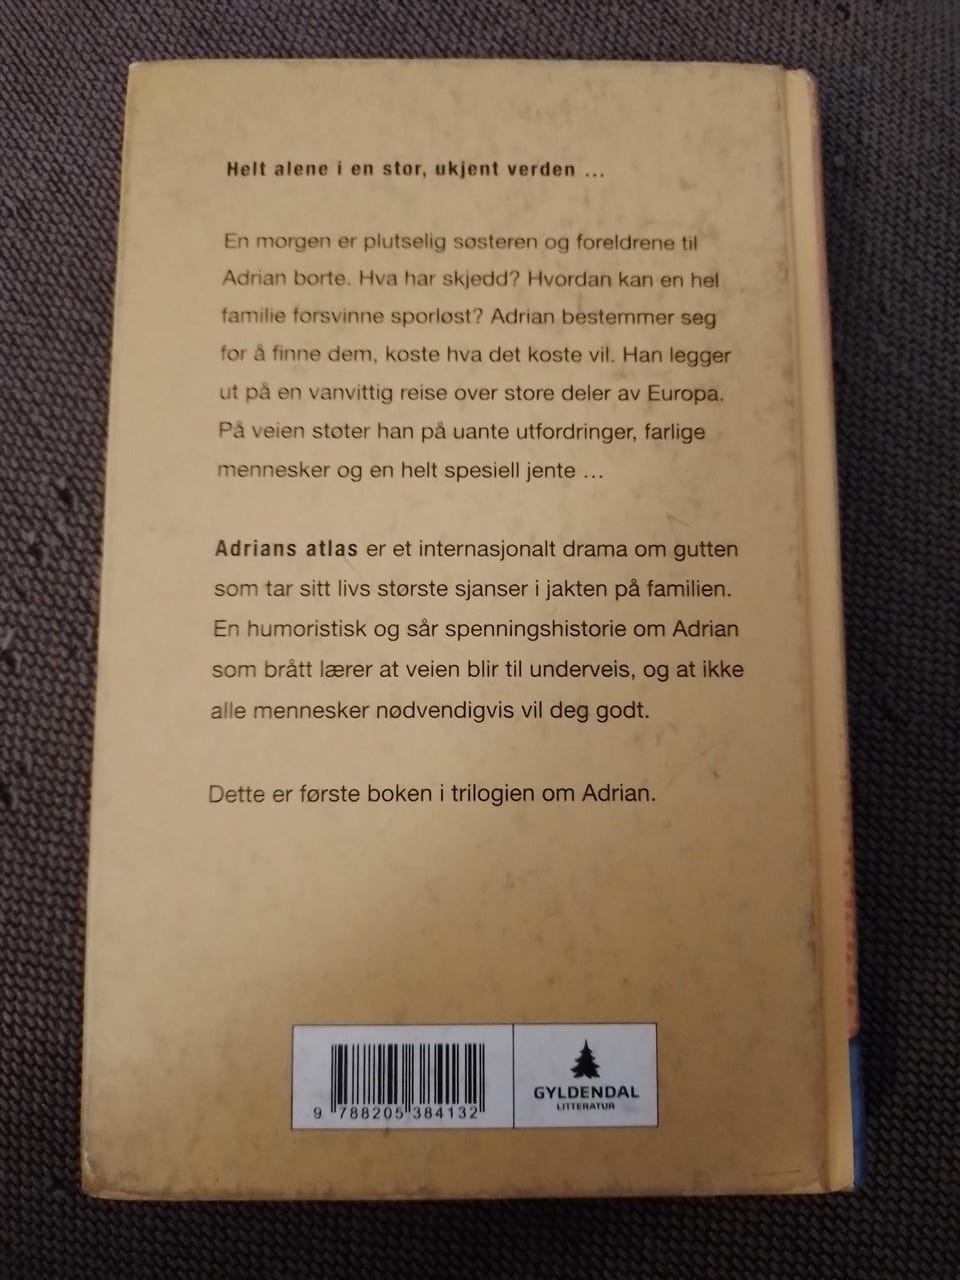 Helt alene i en stor, ukjent verden ...
En morgen er plutselig søsteren og foreldrene til
Adrian borte. Hva har skjedd? Hvordan kan en hel
familie forsvinne sporløst? Adrian bestemmer seg
for å finne dem, koste hva det koste vil. Han legger
ut på en vanvittig reise over store deler av Europa.
På veien støter han på uante utfordringer, farlige
mennesker og en helt spesiell jente ...
Adrians atlas er et internasjonalt drama om gutten
som tar sitt livs største sjanser i jakten på familien.
En humoristisk og sår spenningshistorie om Adrian
som brått lærer at veien blir til underveis, og at ikke
alle mennesker nødvendigvis vil deg godt.
Dette er første boken i trilogien om Adrian.
9 788205 384132
GYLDENDAL
LITTERATUR